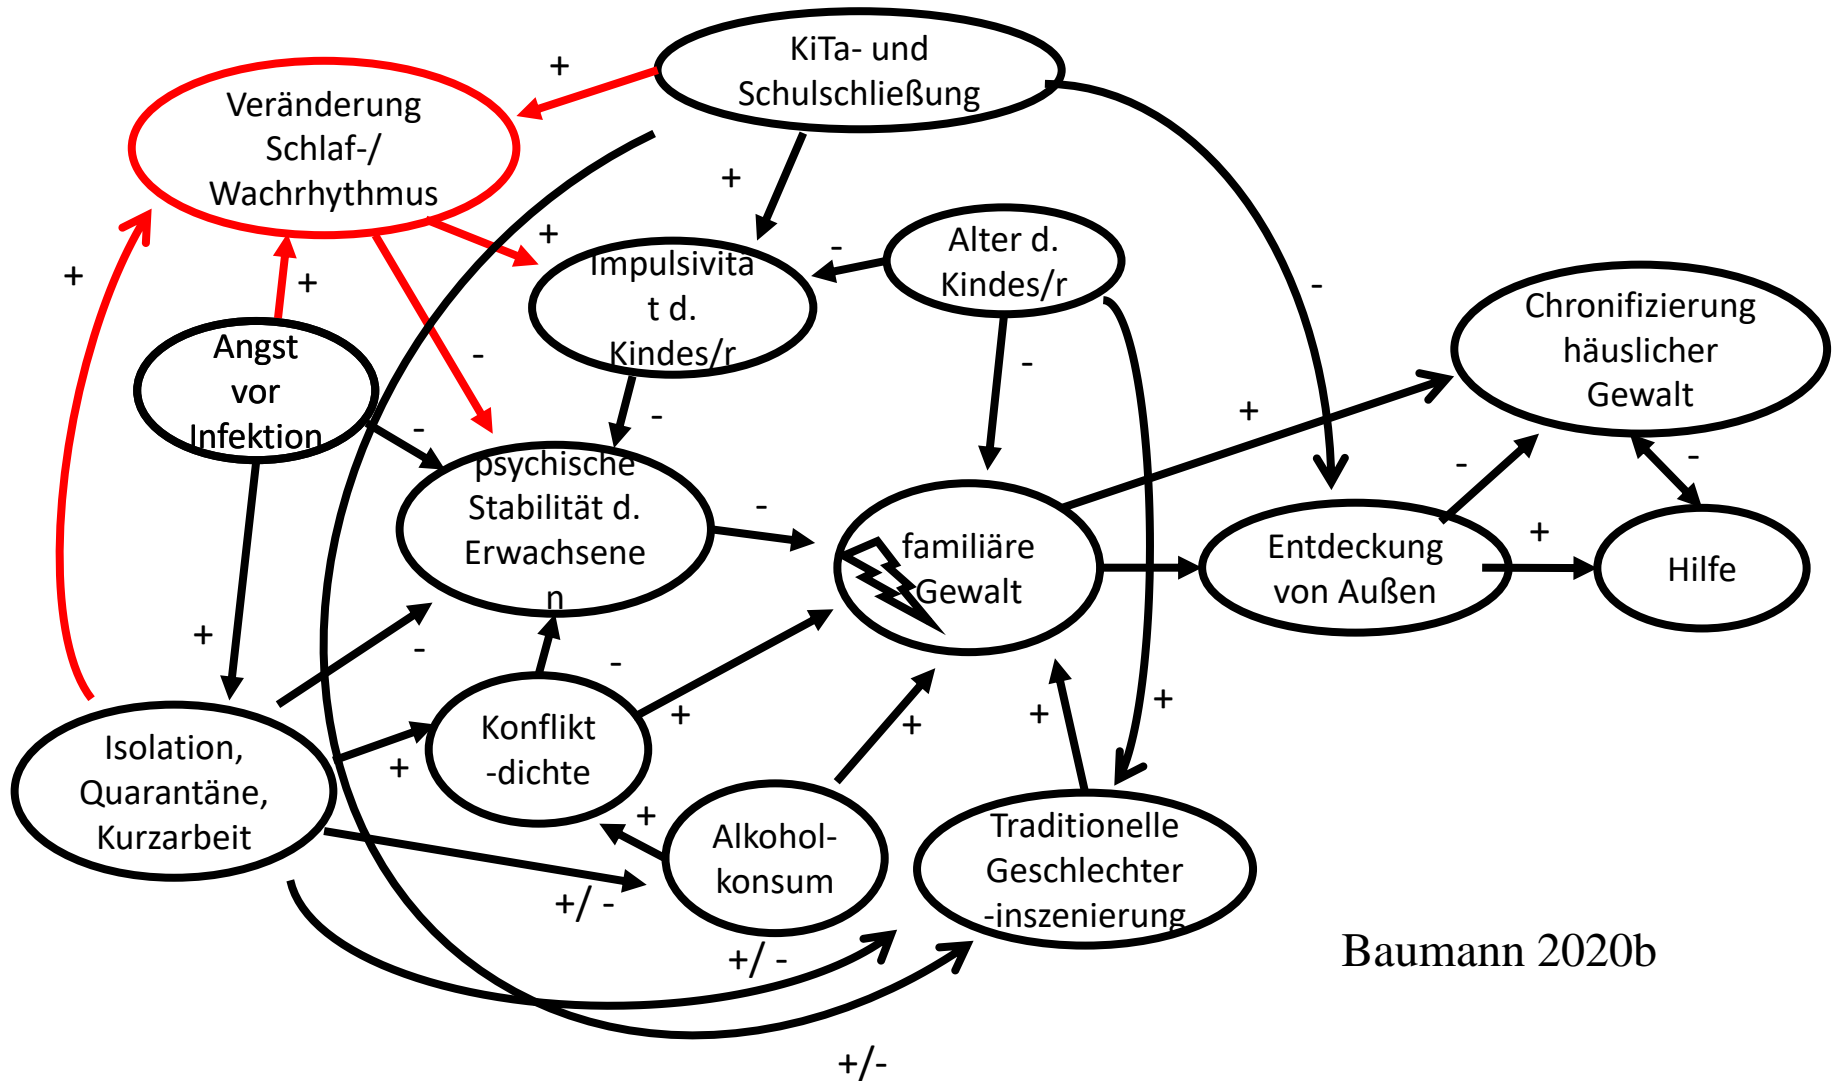 KiTa- und
Schulschließung
+
Veränderung
Schlaf-/
Wachrhythmus
+
+
-
Impulsivitä
t d.
Kindes/r
-
Alter d.
Kindes/r
-
-
Chronifizierung
häuslicher
Gewalt
+
+
Angst
vor
Infektion
-
-
-
+
-
-
psychische
Stabilität d.
Erwachsene
n
-
familiäre
Gewalt
Entdeckung
von Außen
+
Hilfe
+
-
-
Isolation,
Quarantäne,
Kurzarbeit
+
Konflikt
-dichte
+
+
+
+
+
Alkohol-
konsum
+/ -
Traditionelle
Geschlechter
-inszenierung
+/ -
Baumann 2020b
+/-